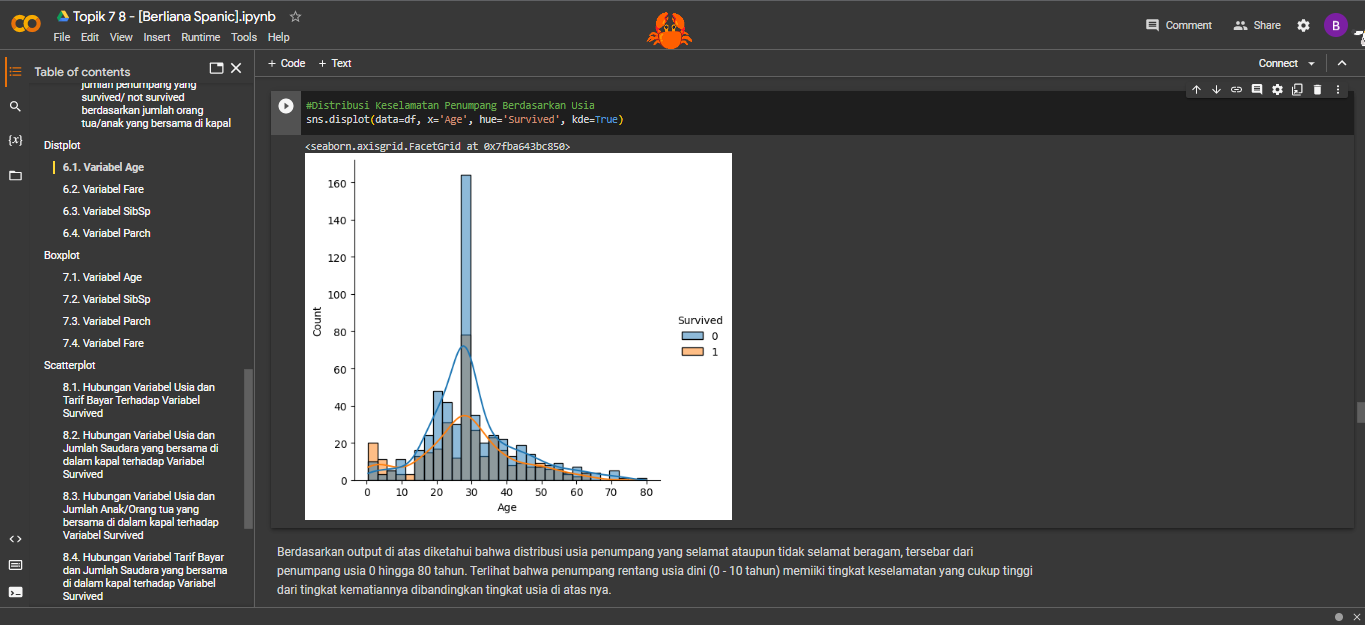 Topik 7 8 - [Berliana Spanic].ipynb
File Edit View Insert Runtime Tools Help
Comment
Share
B
Table of contents
jumlah penumpang yang
survived/ not survived
berdasarkan jumlah orang
tua/anak yang bersama di kapal
Distplot
6.1. Variabel Age
6.2. Variabel Fare
6.3. Variabel SibSp
6.4. Variabel Parch
Boxplot
7.1. Variabel Age
7.2. Variabel SibSp
7.3. Variabel Parch
7.4. Variabel Fare
Scatterplot
8.1. Hubungan Variabel Usia dan
Tarif Bayar Terhadap Variabel
Survived
8.2. Hubungan Variabel Usia dan
Jumlah Saudara yang bersama di
dalam kapal terhadap Variabel
Survived
8.3. Hubungan Variabel Usia dan
Jumlah Anak/Orang tua yang
bersama di dalam kapal terhadap
Variabel Survived
8.4. Hubungan Variabel Tarif Bayar
dan Jumlah Saudara yang bersama
di dalam kapal terhadap Variabel
Survived
+ Code + Text
Connect
#Distribusi Keselamatan Penumpang Berdasarkan Usia
sns.displot(data=df, x='Age', hue='Survived', kde=True)
<seaborn.axisgrid.FacetGrid at 0x7fba643bc850>
160
140
120
100
80
60
40
20
0
Count
0 10 20 30 40 50 60 70 80
Age
Survived
0
1
Berdasarkan output di atas diketahui bahwa distribusi usia penumpang yang selamat ataupun tidak selamat beragam, tersebar dari
penumpang usia 0 hingga 80 tahun. Terlihat bahwa penumpang rentang usia dini (0 - 10 tahun) memiiki tingkat keselamatan yang cukup tinggi
dari tingkat kematiannya dibandingkan tingkat usia di atas nya.